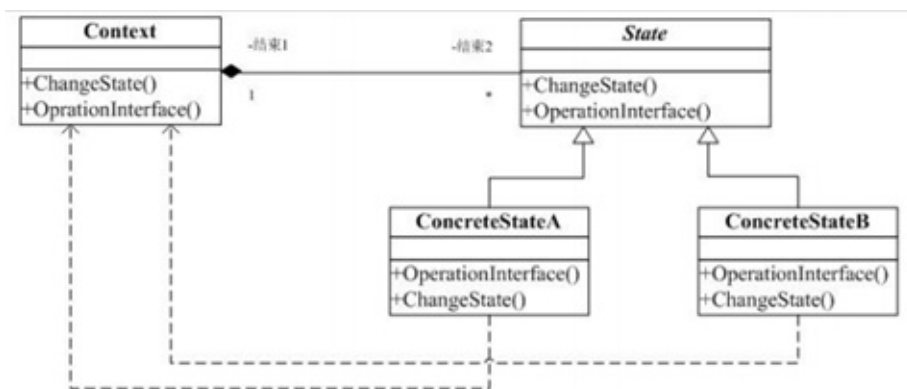 Context
+ChangeState()
+OprationInterface()
-结束1
1
-结束2
*
State
+ChangeState()
+OperationInterface()
ConcreteStateA
+OperationInterface()
+ChangeState()
ConcreteStateB
+OperationInterface()
+ChangeState()